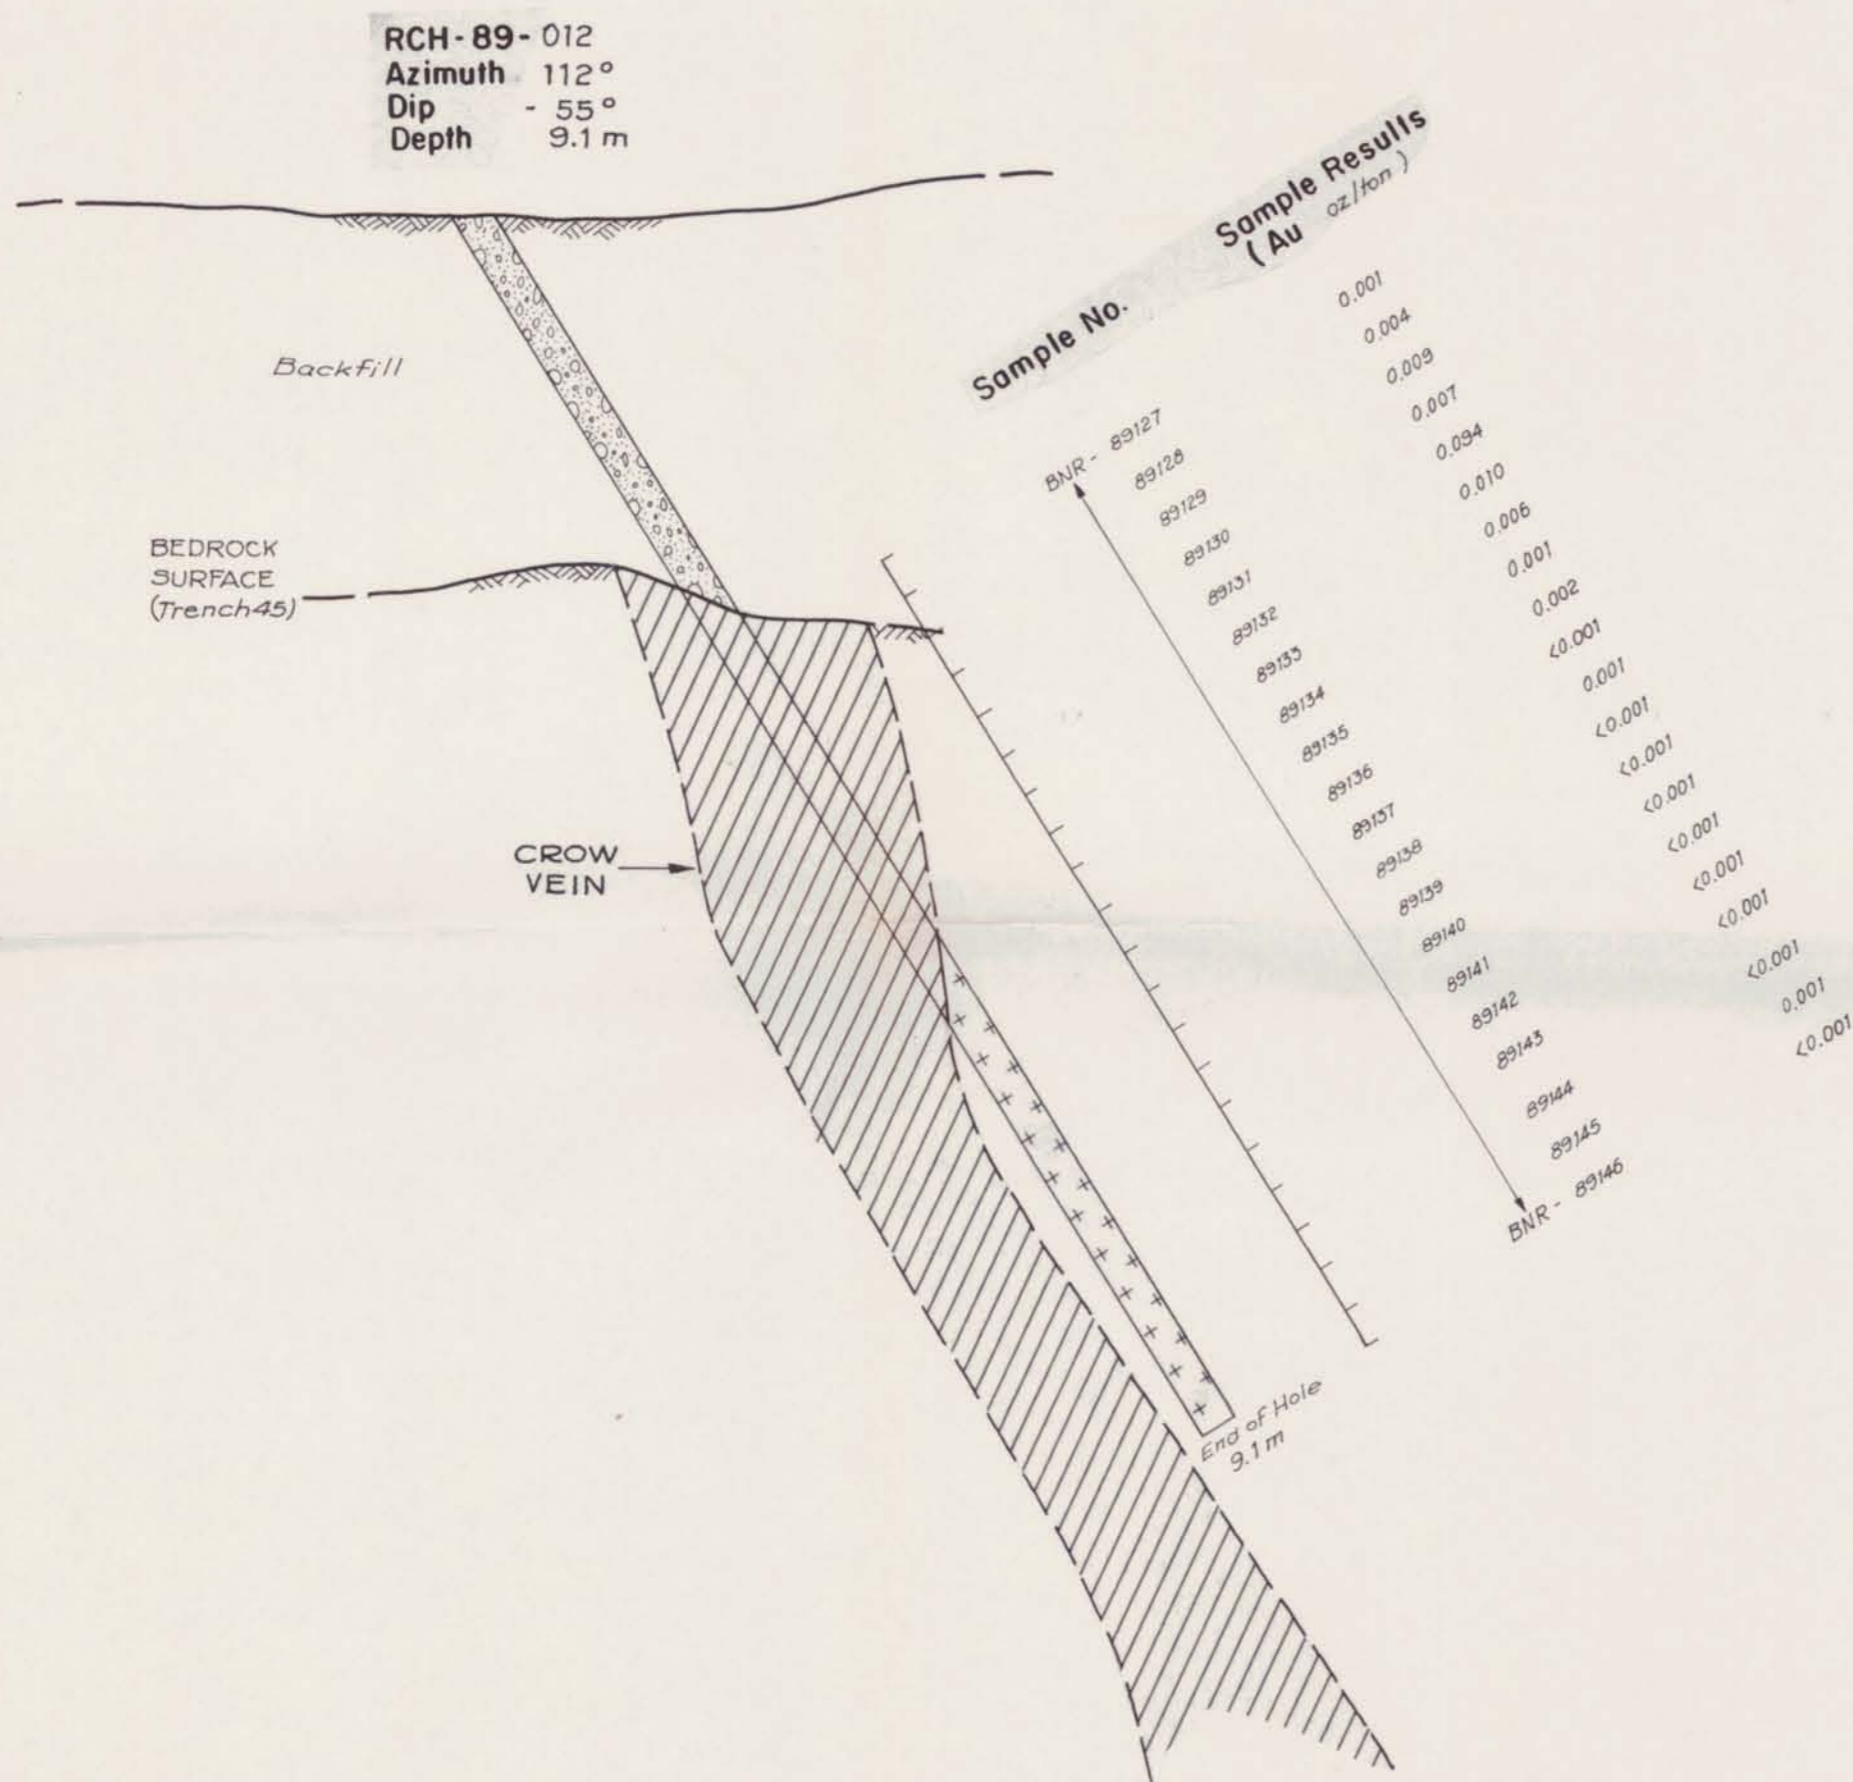 RCH-89-012
Azimuth 112°
Dip - 55°
Depth 9.1 m
Backfill
BEDROCK
SURFACE
(Trench 45)
CROW
VEIN
End of Hole
9.1 m
Sample No.
Sample Results
(Au oz/ton)
BNR - 89127 0.001
89128 0.004
89129 0.009
89130 0.007
89131 0.094
89132 0.010
89133 0.006
89134 0.001
89135 0.002
89136 <0.001
89137 0.001
89138 <0.001
89139 <0.001
89140 <0.001
89141 <0.001
89142 <0.001
89143 <0.001
89144 <0.001
89145 0.001
BNR - 89146 <0.001